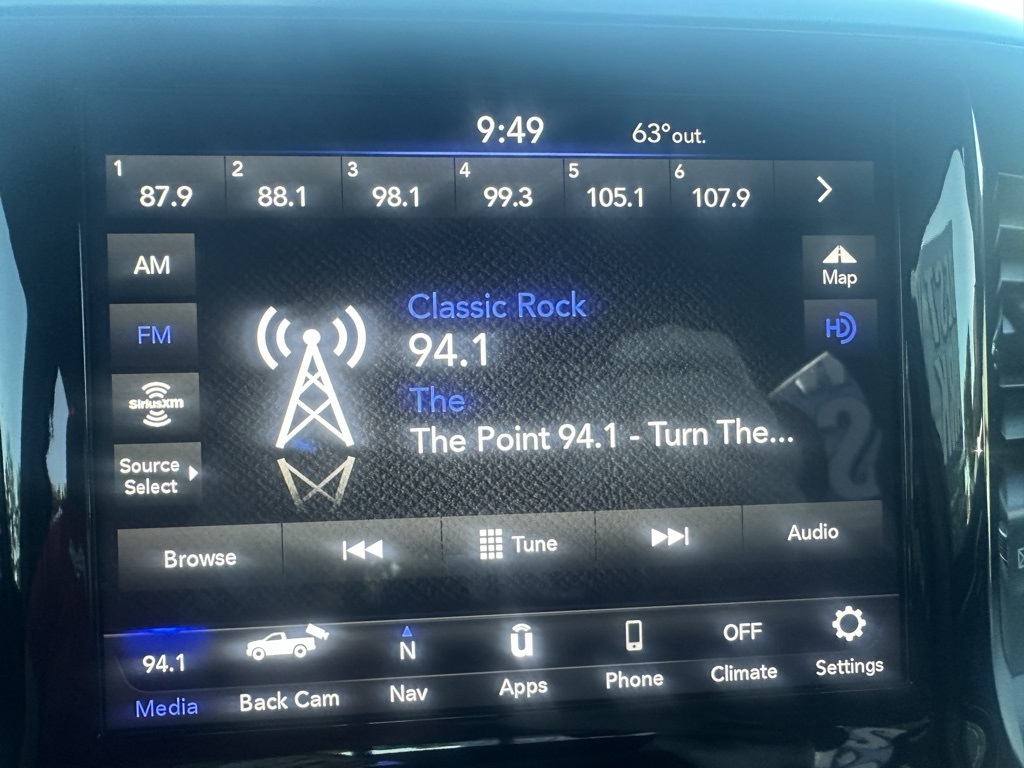 9:49 63° out.
1 2 3 4 5 6
87.9 88.1 98.1 99.3 105.1 107.9
AM
Map
Classic Rock
FM
HD
94.1
The
SiriusXM
The Point 94.1 - Turn The...
Source
Select
Browse Tune Audio
94.1 N OFF
Media Back Cam Nav Apps Phone Climate Settings